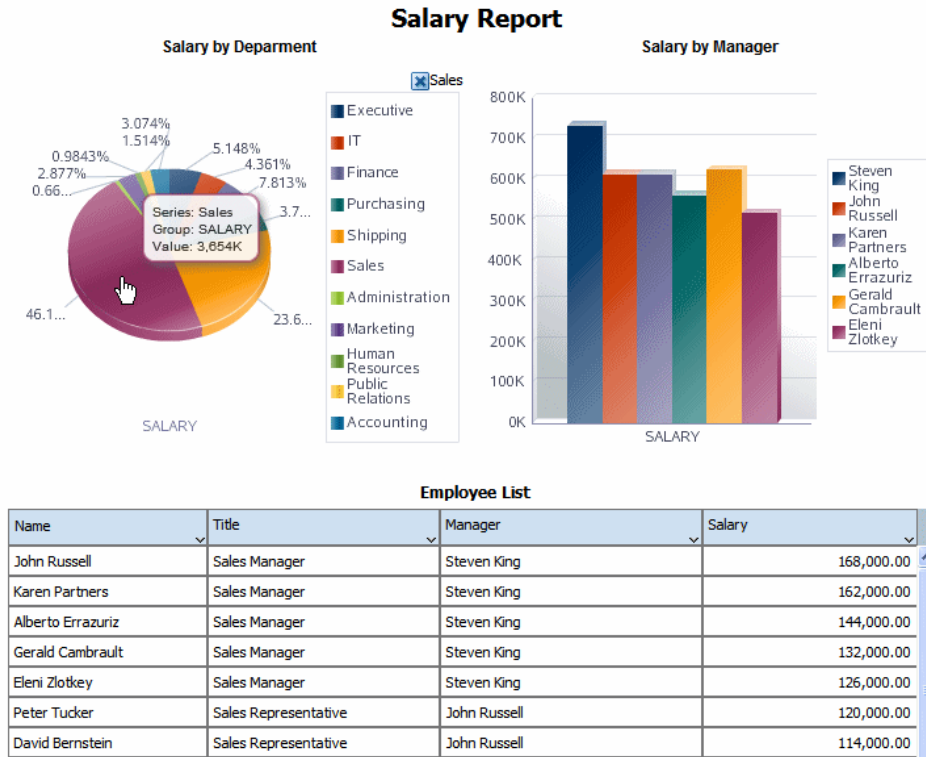 Salary Report
Salary by Deparment
Salary by Manager
Sales
3.074%
1.514%
0.9843%
2.877%
0.66...
5.148%
4.361%
7.813%
3.7...
46.1...
23.6...
Series: Sales
Group: SALARY
Value: 3,654K
SALARY
Executive
IT
Finance
Purchasing
Shipping
Sales
Administration
Marketing
Human
Resources
Public
Relations
Accounting
800K
700K
600K
500K
400K
300K
200K
100K
0K
SALARY
Steven
King
John
Russell
Karen
Partners
Alberto
Errazuriz
Gerald
Cambrault
Eleni
Zlotkey
Employee List
Name Title Manager Salary
John Russell Sales Manager Steven King 168,000.00
Karen Partners Sales Manager Steven King 162,000.00
Alberto Errazuriz Sales Manager Steven King 144,000.00
Gerald Cambrault Sales Manager Steven King 132,000.00
Eleni Zlotkey Sales Manager Steven King 126,000.00
Peter Tucker Sales Representative John Russell 120,000.00
David Bernstein Sales Representative John Russell 114,000.00